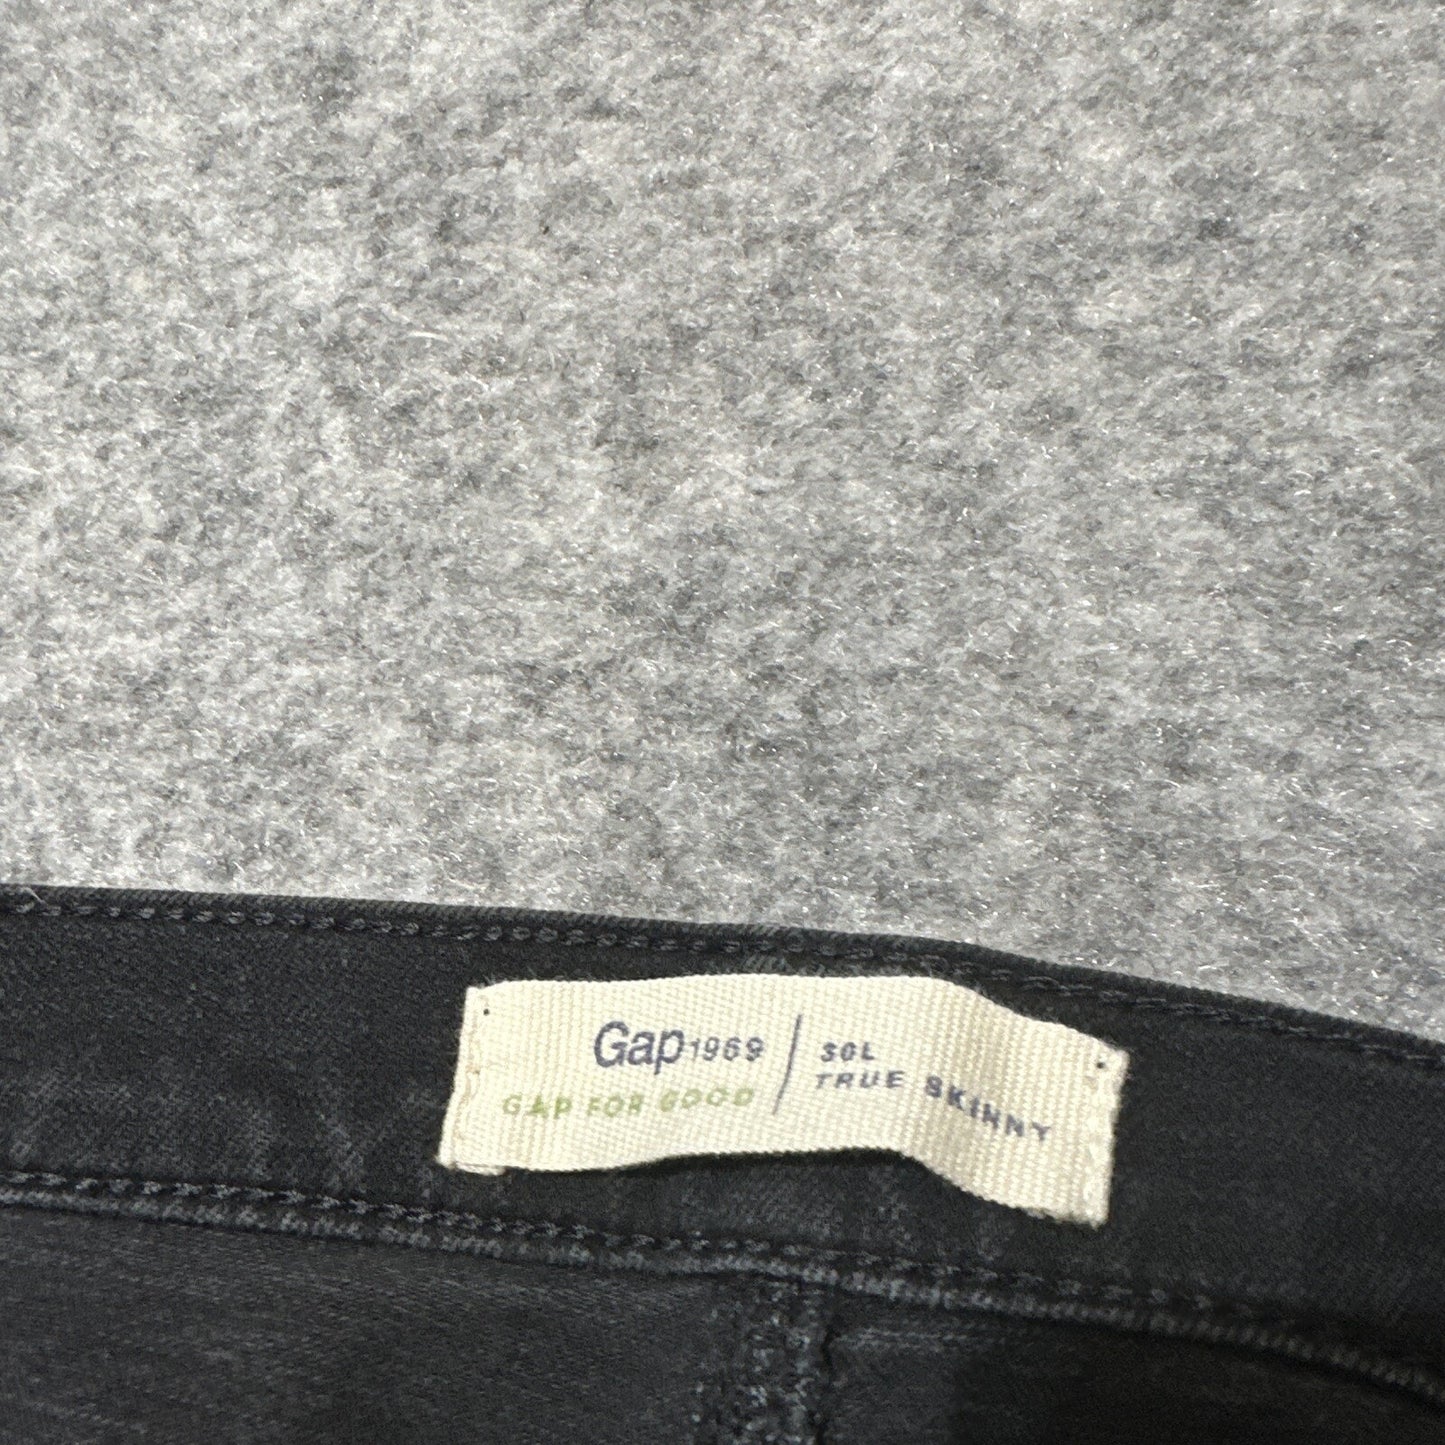 Gap1969 / 30L
TRUE SKINNY
GAP FOR GOOD